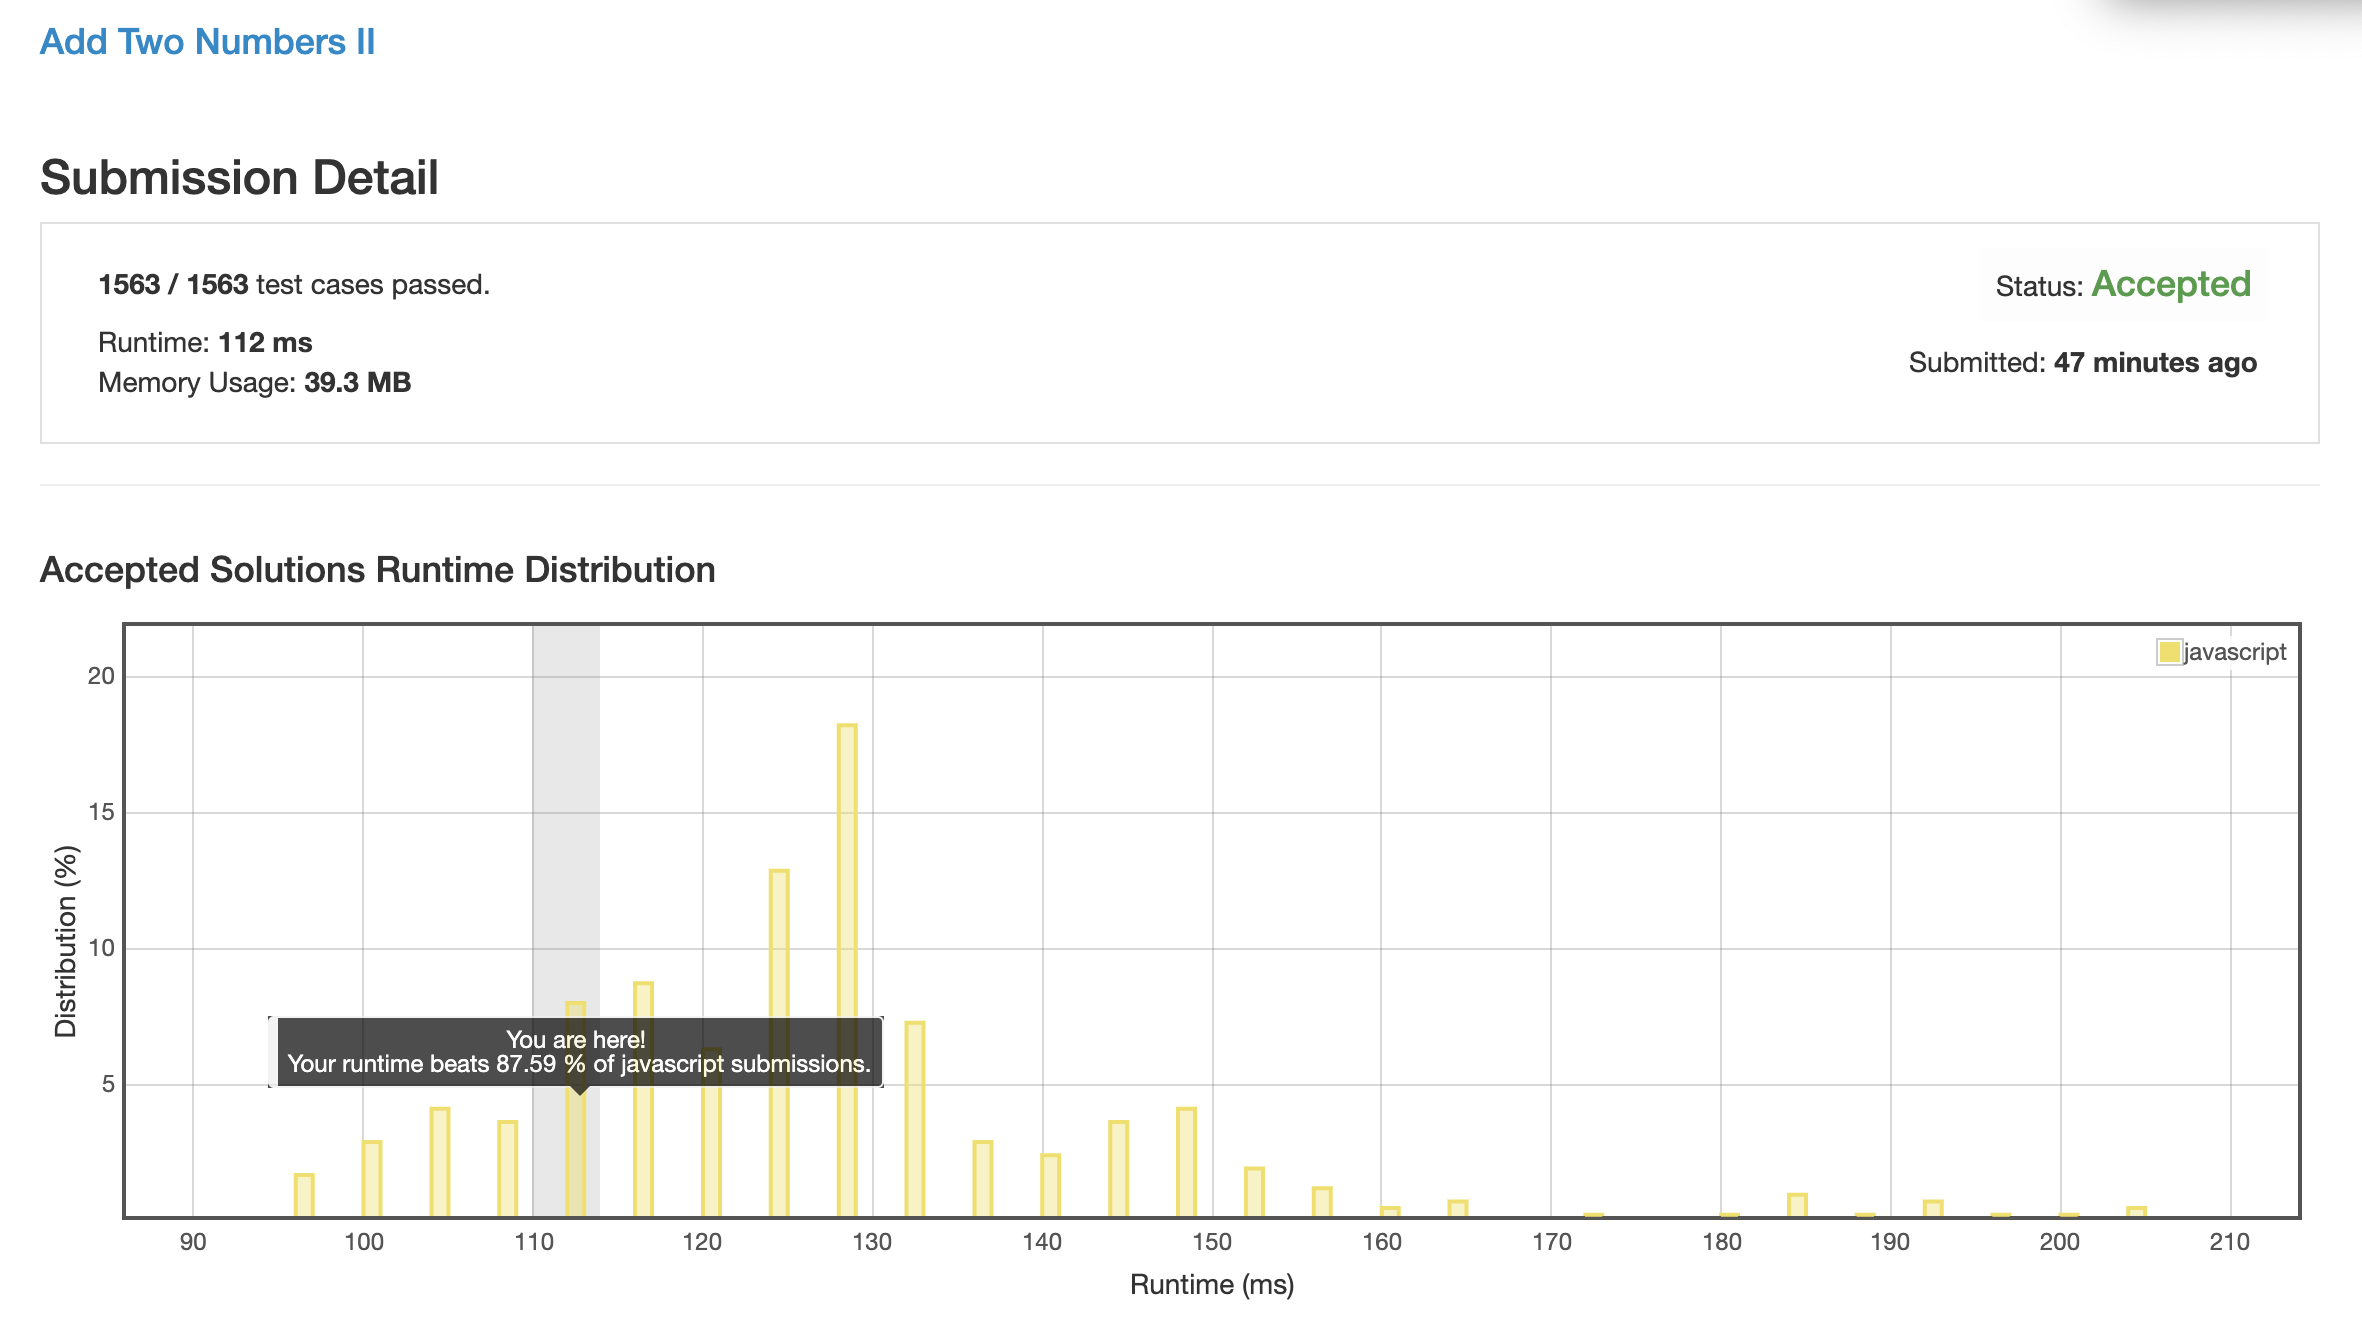 Add Two Numbers II
Submission Detail
1563 / 1563 test cases passed.
Status: Accepted
Runtime: 112 ms
Submitted: 47 minutes ago
Memory Usage: 39.3 MB
Accepted Solutions Runtime Distribution
javascript
20
15
10
5
Distribution (%)
You are here!
Your runtime beats 87.59 % of javascript submissions.
90 100 110 120 130 140 150 160 170 180 190 200 210
Runtime (ms)